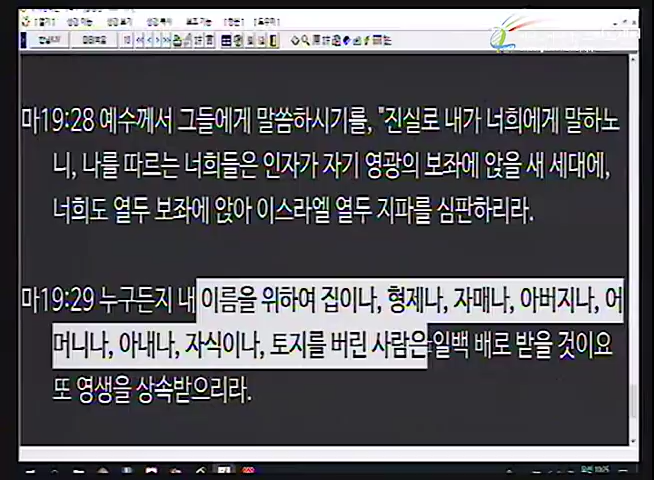 마19:28 예수께서 그들에게 말씀하시기를, "진실로 내가 너희에게 말하노
니, 나를 따르는 너희들은 인자가 자기 영광의 보좌에 앉을 새 세대에,
너희도 열두 보좌에 앉아 이스라엘 열두 지파를 심판하리라.
마19:29 누구든지 내 이름을 위하여 집이나, 형제나, 자매나, 아버지나, 어
머니나, 아내나, 자식이나, 토지를 버린 사람은 일백 배로 받을 것이요
또 영생을 상속받으리라.